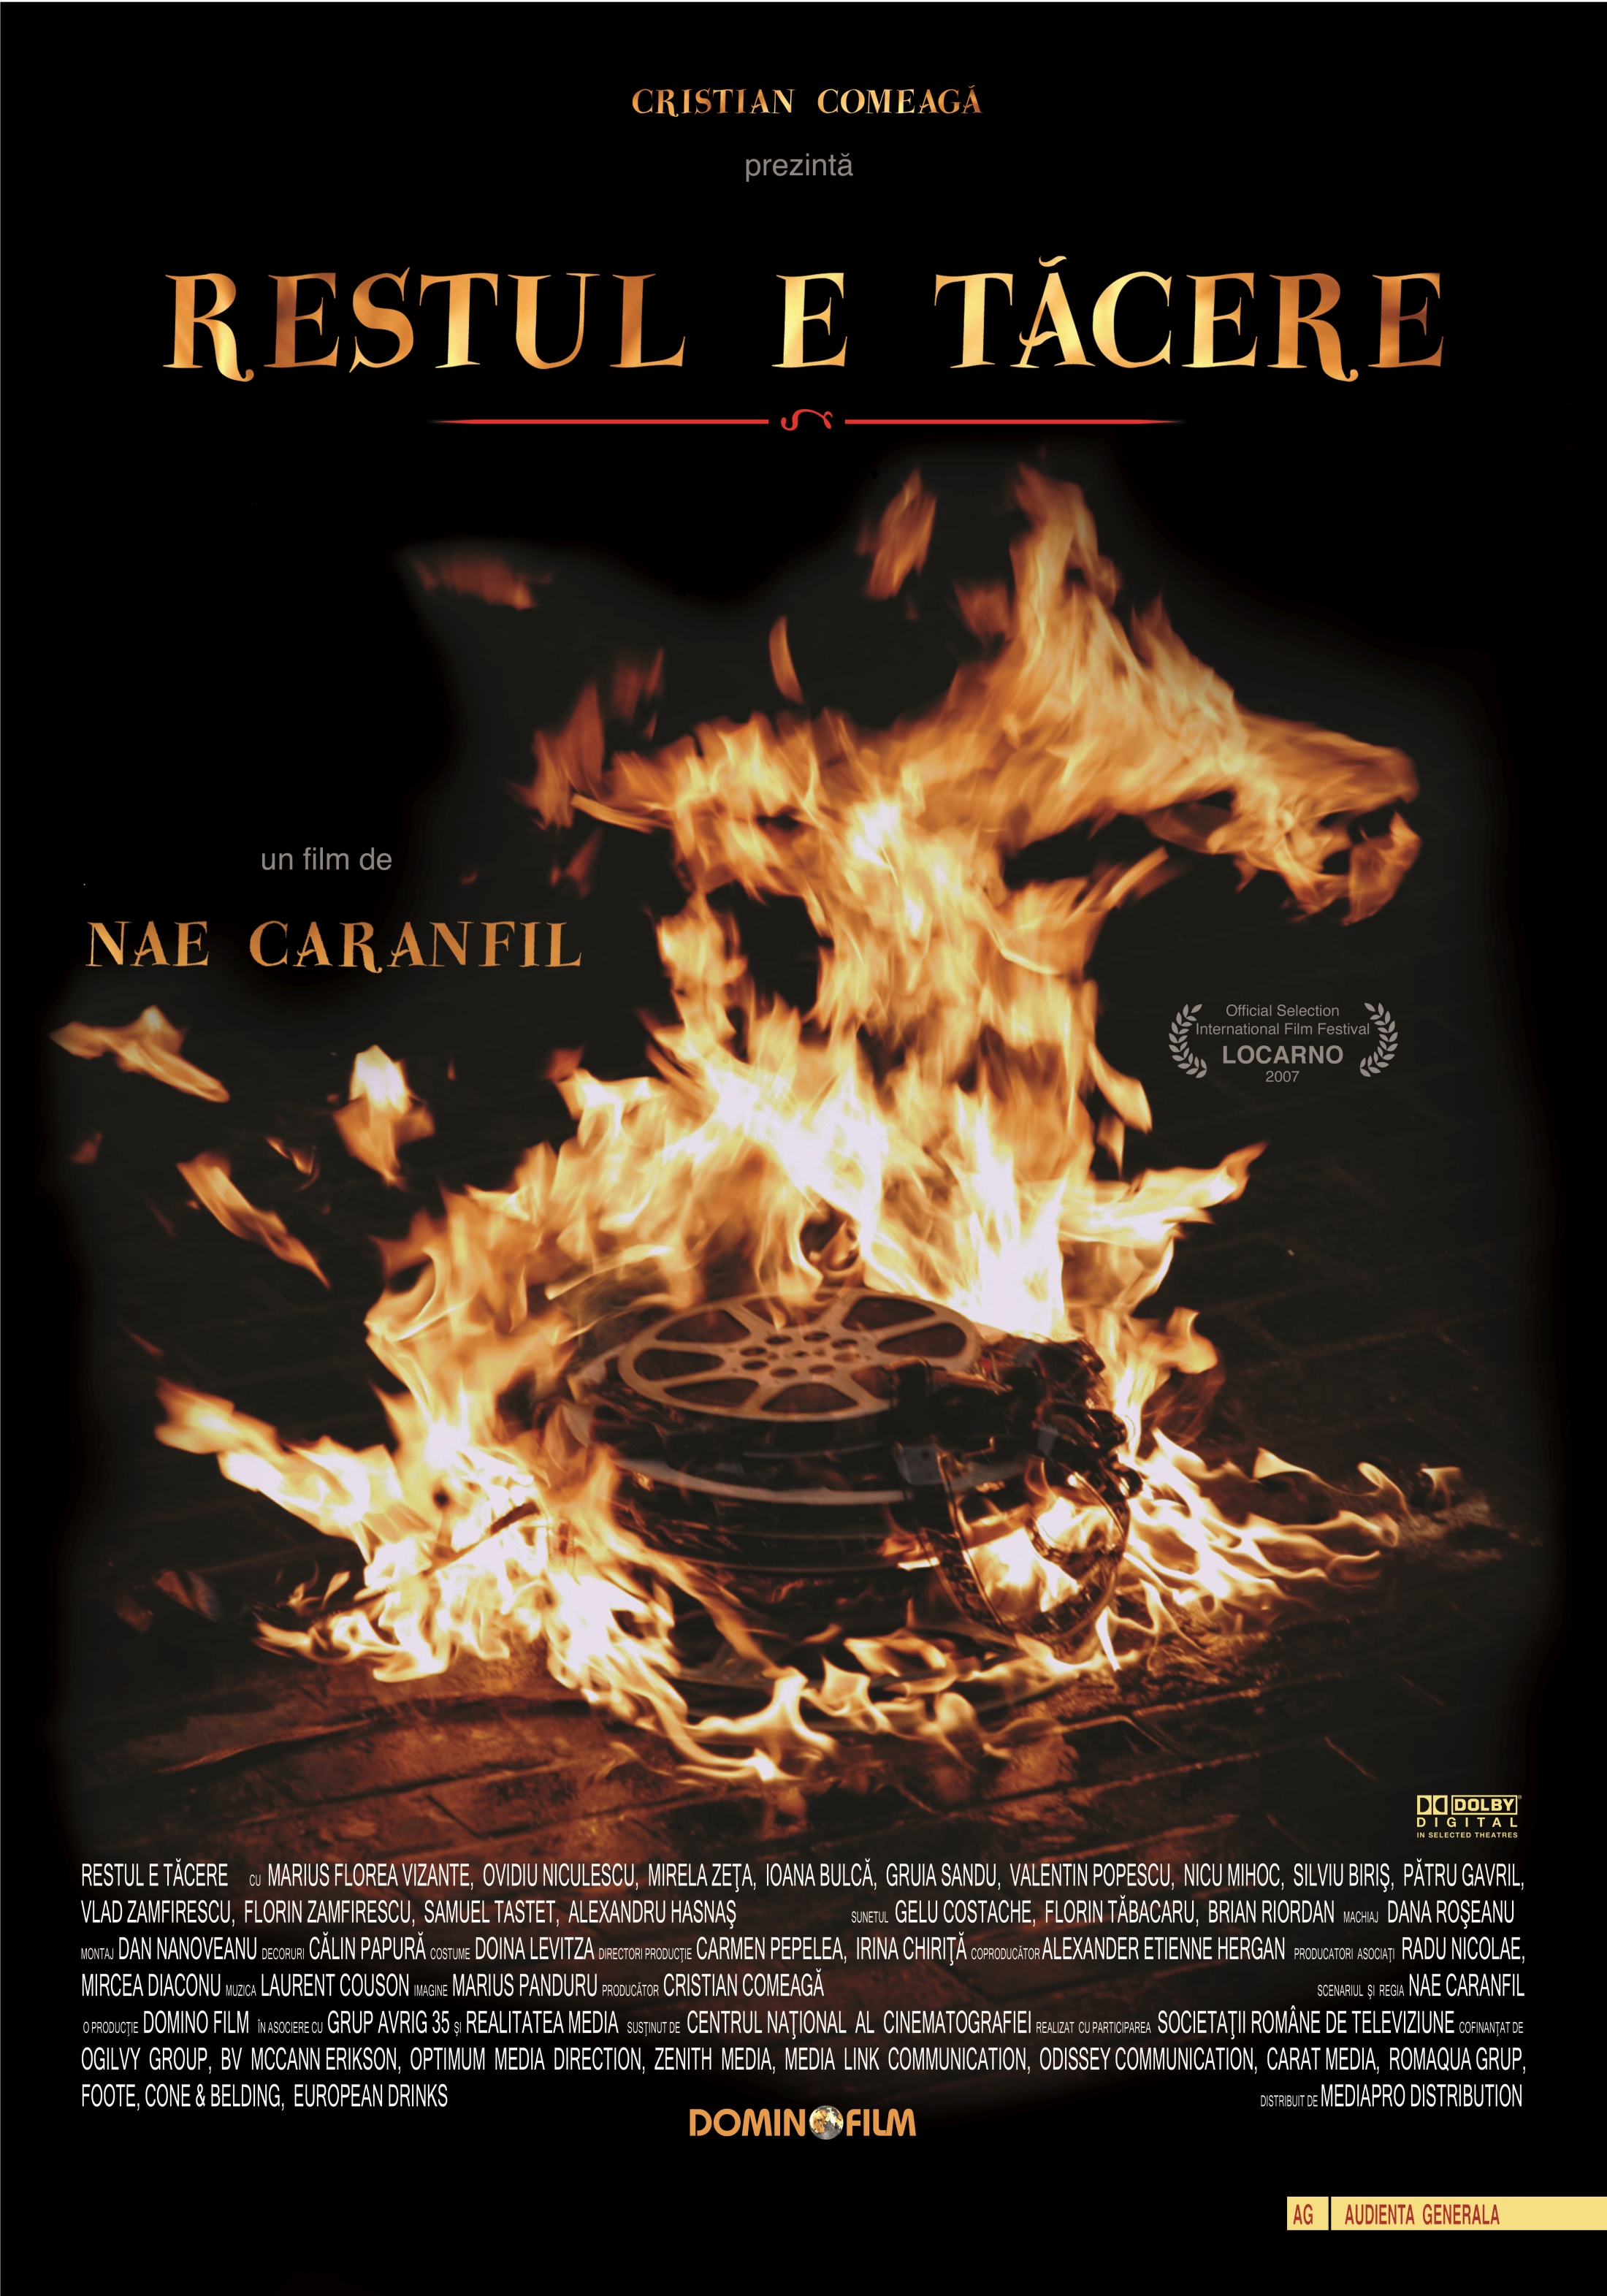 CRISTIAN COMEAGĂ
prezintă
RESTUL E TĂCERE
un film de
NAE CARANFIL
Official Selection
International Film Festival
LOCARNO
2007
DOLBY
DIGITAL
IN SELECTED THEATRES
RESTUL E TĂCERE CU MARIUS FLOREA VIZANTE, OVIDIU NICULESCU, MIRELA ZEŢA, IOANA BULCĂ, GRUIA SANDU, VALENTIN POPESCU, NICU MIHOC, SILVIU BIRIŞ, PĂTRU GAVRIL,
VLAD ZAMFIRESCU, FLORIN ZAMFIRESCU, SAMUEL TASTET, ALEXANDRU HASNAŞ SUNETUL GELU COSTACHE, FLORIN TĂBACARU, BRIAN RIORDAN MACHIAJ DANA ROŞEANU
MONTAJ DAN NANOVEANU DECORURI CĂLIN PAPURĂ COSTUME DOINA LEVITZA DIRECTORI PRODUCŢIE CARMEN PEPELEA, IRINA CHIRIŢĂ COPRODUCĂTOR ALEXANDER ETIENNE HERGAN PRODUCATORI ASOCIAŢI RADU NICOLAE,
MIRCEA DIACONU MUZICA LAURENT COUSON IMAGINE MARIUS PANDURU PRODUCĂTOR CRISTIAN COMEAGĂ SCENARIUL ŞI REGIA NAE CARANFIL
O PRODUCŢIE DOMINO FILM ÎN ASOCIERE CU GRUP AVRIG 35 ŞI REALITATEA MEDIA SUSŢINUT DE CENTRUL NAŢIONAL AL CINEMATOGRAFIEI REALIZAT CU PARTICIPAREA SOCIETAŢII ROMÂNE DE TELEVIZIUNE COFINANŢAT DE
OGILVY GROUP, BV MCCANN ERIKSON, OPTIMUM MEDIA DIRECTION, ZENITH MEDIA, MEDIA LINK COMMUNICATION, ODISSEY COMMUNICATION, CARAT MEDIA, ROMAQUA GRUP,
FOOTE, CONE & BELDING, EUROPEAN DRINKS DISTRIBUIT DE MEDIAPRO DISTRIBUTION
DOMINOFILM
AG AUDIENTA GENERALA